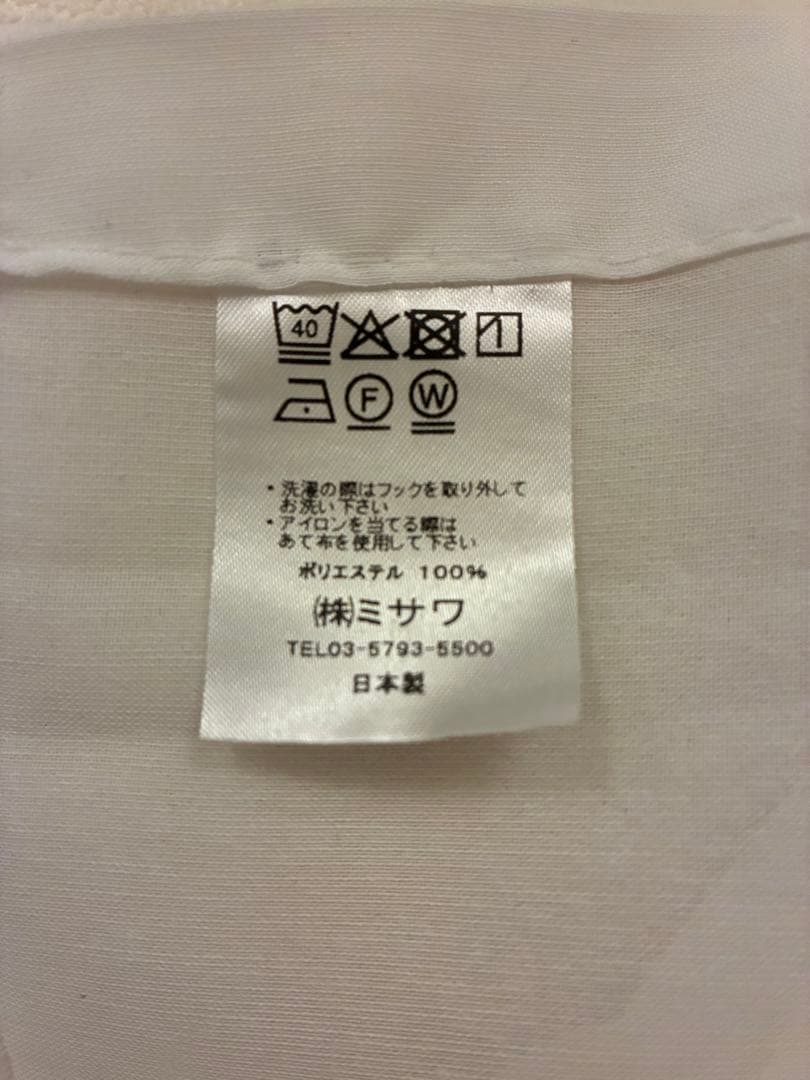 40
F W
・洗濯の際はフックを取り外して
お洗い下さい
・アイロンを当てる際は
あて布を使用して下さい
ポリエステル 100%
㈱ミサワ
TEL03-5793-5500
日本製